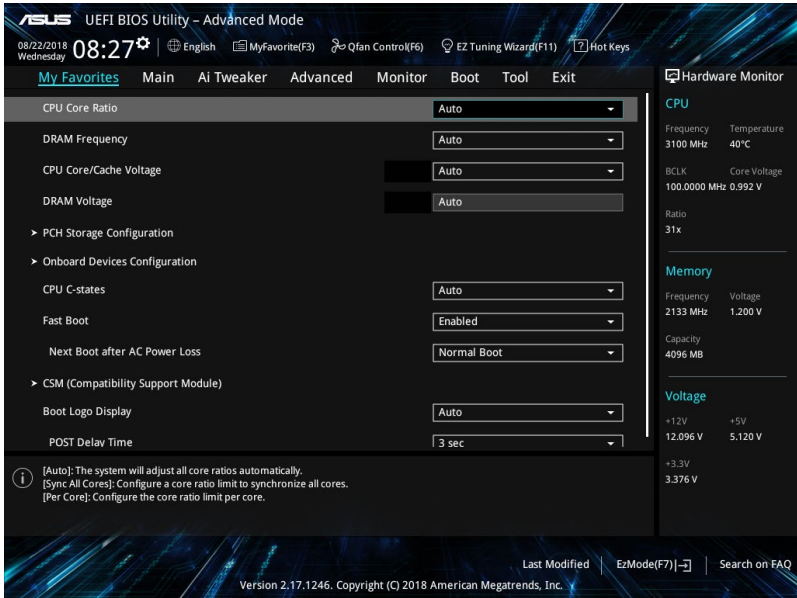 ASUS UEFI BIOS Utility – Advanced Mode
08/22/2018 Wednesday 08:27 English MyFavorite(F3) Qfan Control(F6) EZ Tuning Wizard(F11) ? Hot Keys
My Favorites Main Ai Tweaker Advanced Monitor Boot Tool Exit
CPU Core Ratio Auto
DRAM Frequency Auto
CPU Core/Cache Voltage Auto
DRAM Voltage Auto
> PCH Storage Configuration
> Onboard Devices Configuration
CPU C-states Auto
Fast Boot Enabled
Next Boot after AC Power Loss Normal Boot
> CSM (Compatibility Support Module)
Boot Logo Display Auto
POST Delay Time 3 sec
[Auto]: The system will adjust all core ratios automatically.
[Sync All Cores]: Configure a core ratio limit to synchronize all cores.
[Per Core]: Configure the core ratio limit per core.
Hardware Monitor
CPU
Frequency Temperature
3100 MHz 40°C
BCLK Core Voltage
100.0000 MHz 0.992 V
Ratio
31x
Memory
Frequency Voltage
2133 MHz 1.200 V
Capacity
4096 MB
Voltage
+12V +5V
12.096 V 5.120 V
+3.3V
3.376 V
Last Modified EzMode(F7) Search on FAQ
Version 2.17.1246. Copyright (C) 2018 American Megatrends, Inc.